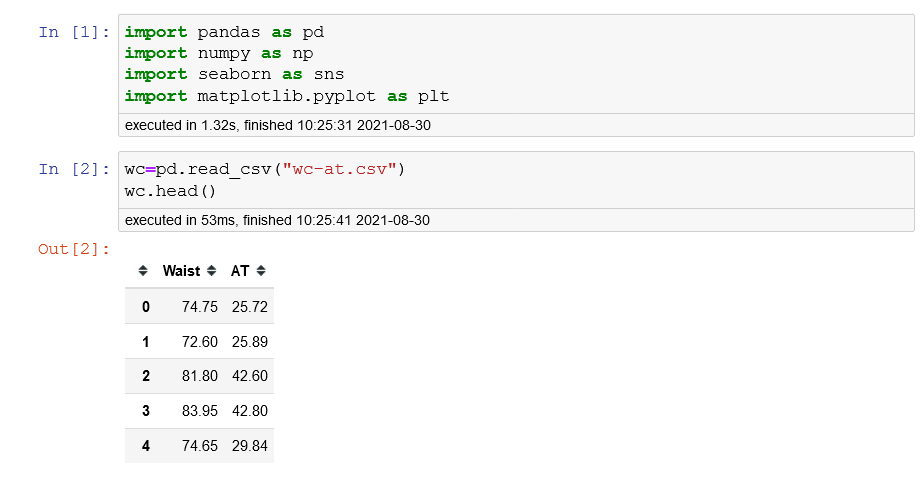 In [1]: import pandas as pd
import numpy as np
import seaborn as sns
import matplotlib.pyplot as plt
executed in 1.32s, finished 10:25:31 2021-08-30
In [2]: wc=pd.read_csv("wc-at.csv")
wc.head()
executed in 53ms, finished 10:25:41 2021-08-30
Out[2]:
Waist AT
0 74.75 25.72
1 72.60 25.89
2 81.80 42.60
3 83.95 42.80
4 74.65 29.84